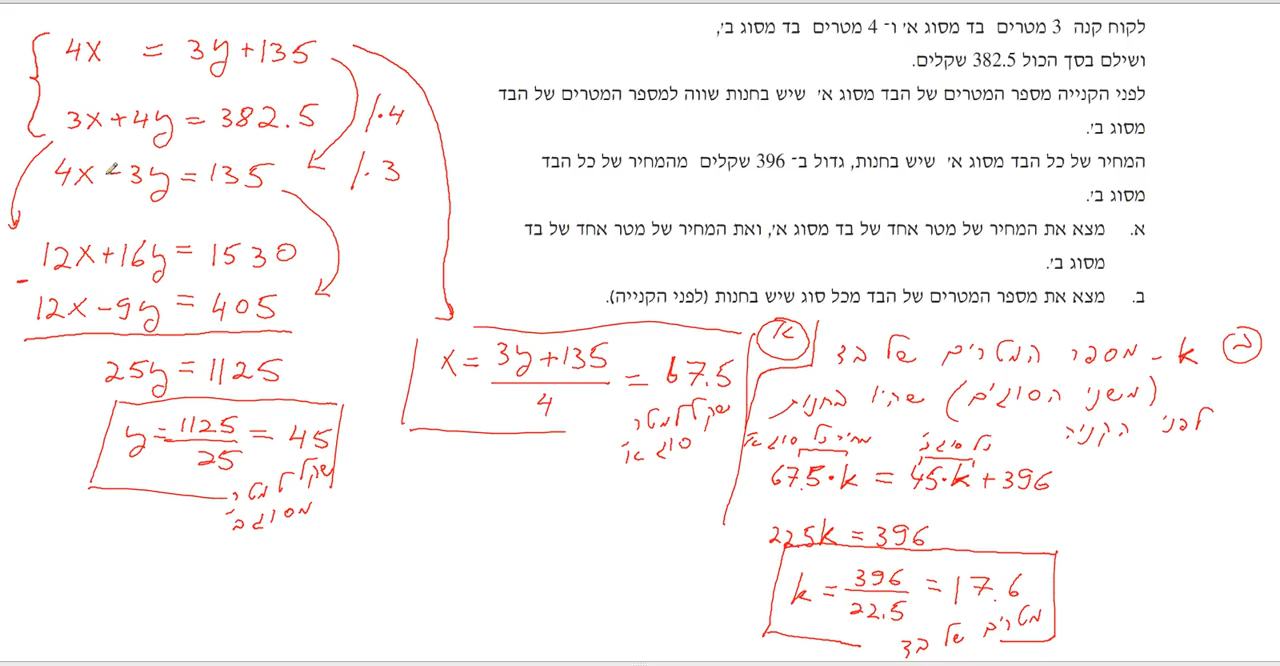 לקוח קנה 3 מטרים בד מסוג א' ו- 4 מטרים בד מסוג ב',
ושילם בסך הכול 382.5 שקלים.
לפני הקנייה מספר המטרים של הבד מסוג א' שיש בחנות שווה למספר המטרים של הבד
מסוג ב'.
המחיר של כל הבד מסוג א' שיש בחנות, גדול ב- 396 שקלים מהמחיר של כל הבד
מסוג ב'.
א. מצא את המחיר של מטר אחד של בד מסוג א', ואת המחיר של מטר אחד של בד
מסוג ב'.
ב. מצא את מספר המטרים של הבד מכל סוג שיש בחנות (לפני הקנייה).
4x = 3y+135
3x+4y = 382.5 /·4
4x-3y = 135 /·3
12x+16y = 1530
-
12x-9y = 405
25y = 1125
y = 1125/25 = 45
שקל למטר
מסוג ב'
א
x = (3y+135)/4 = 67.5
שקל למטר
סוג א'
ב
k - מספר המטרים של בד
(משני הסוגים) שהיו בחנות
לפני הקניה
מחיר כל סוג א' כל סוג ב'
67.5·k = 45·k+396
22.5k = 396
k = 396/22.5 = 17.6
מטרים של בד